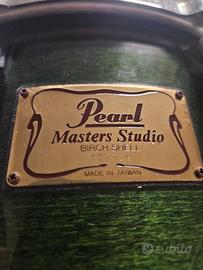 Pearl
Masters Studio
BIRCH SHELL
MADE IN TAIWAN
subito